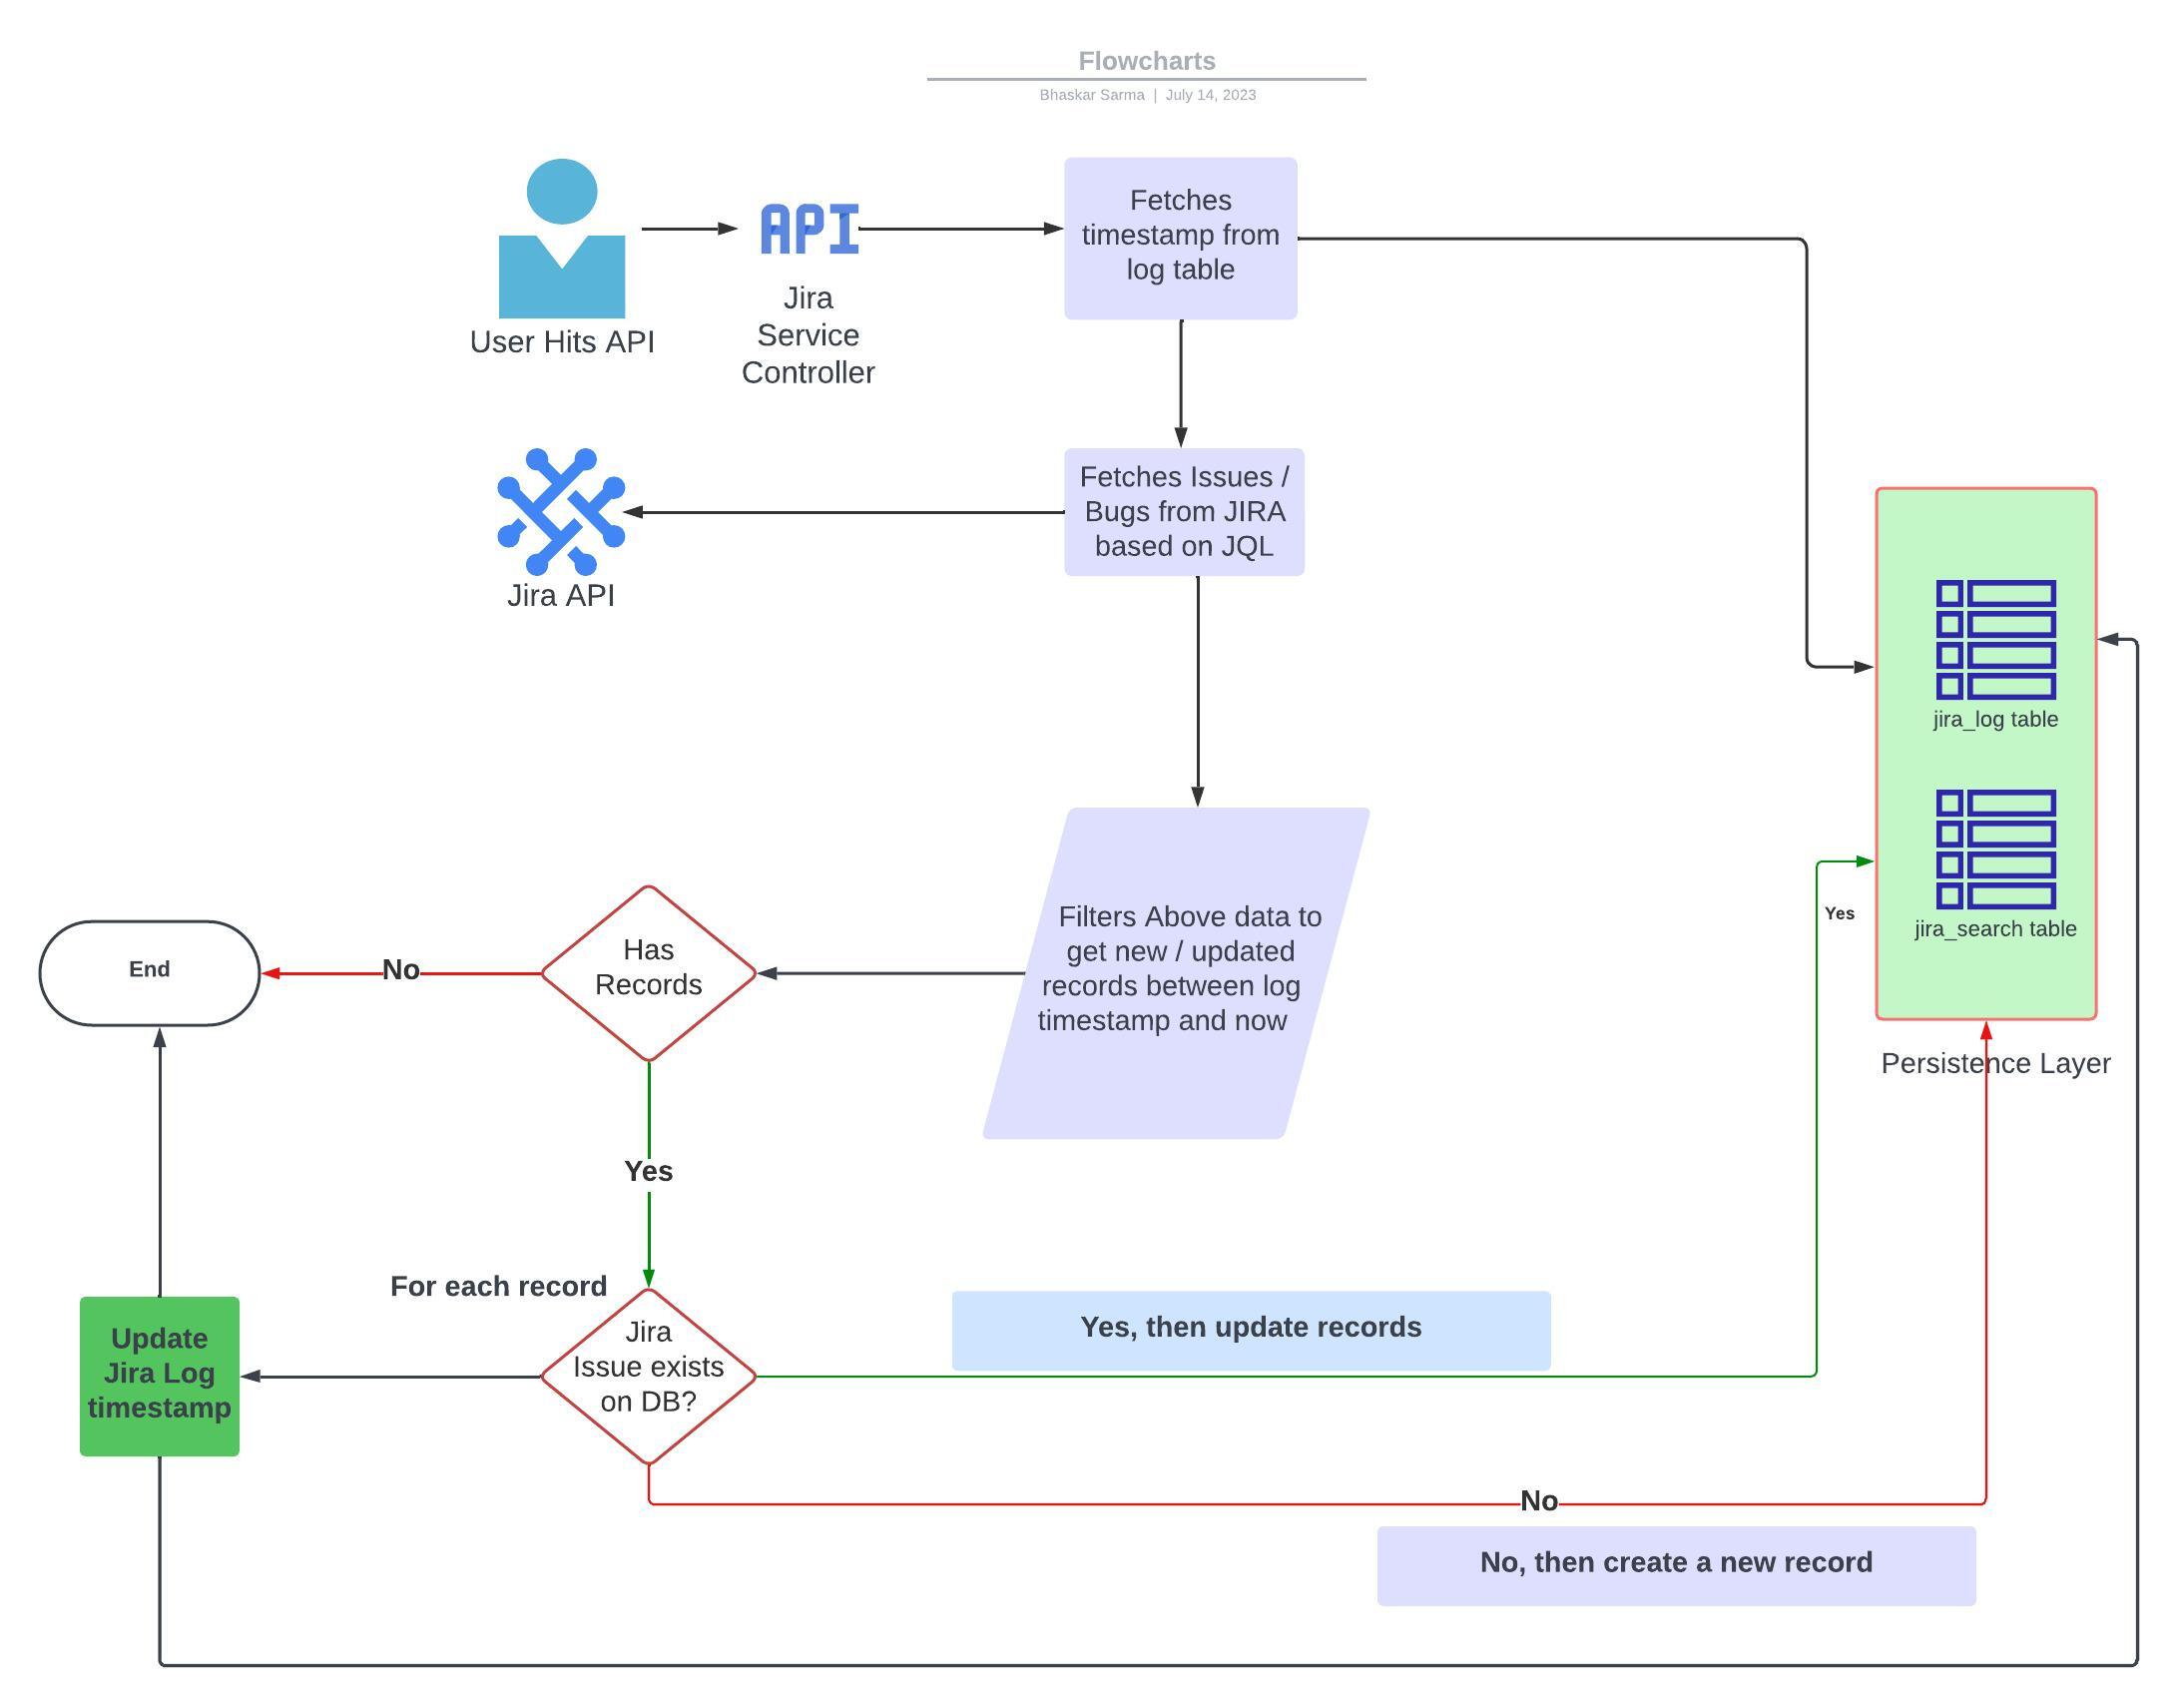 Flowcharts
Bhaskar Sarma | July 14, 2023
User Hits API
API
Jira
Service
Controller
Fetches
timestamp from
log table
Fetches Issues /
Bugs from JIRA
based on JQL
Jira API
jira_log table
jira_search table
Persistence Layer
Filters Above data to
get new / updated
records between log
timestamp and now
Has
Records
No
End
Yes
Yes
For each record
Jira
Issue exists
on DB?
Yes, then update records
Update
Jira Log
timestamp
No
No, then create a new record